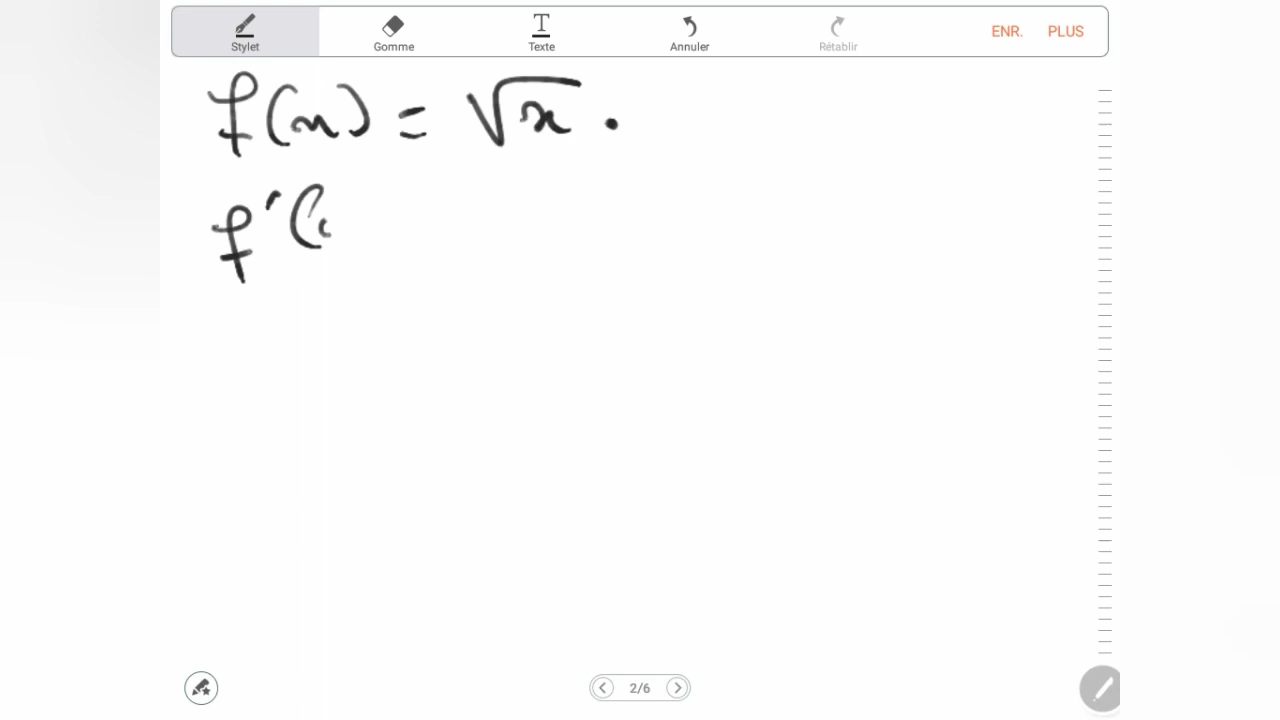 Stylet Gomme Texte Annuler Rétablir ENR. PLUS
f(x) = √x .
f'(
2/6